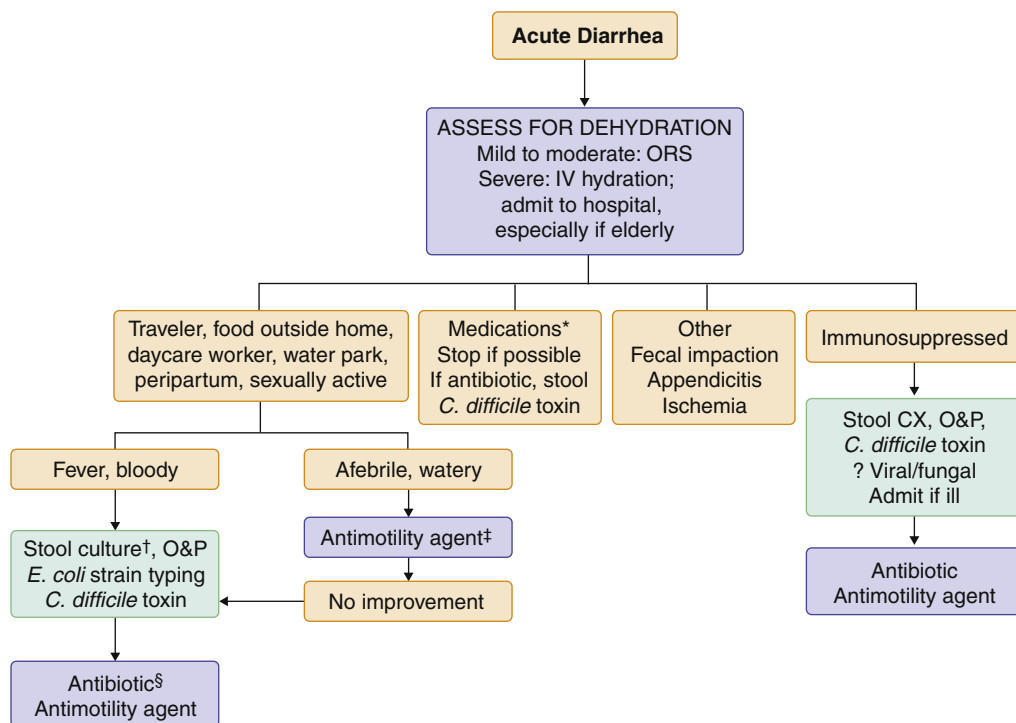 Acute Diarrhea
ASSESS FOR DEHYDRATION
Mild to moderate: ORS
Severe: IV hydration;
admit to hospital,
especially if elderly
Traveler, food outside home,
daycare worker, water park,
peripartum, sexually active
Medications*
Stop if possible
If antibiotic, stool
C. difficile toxin
Other
Fecal impaction
Appendicitis
Ischemia
Immunosuppressed
Stool CX, O&P,
C. difficile toxin
? Viral/fungal
Admit if ill
Fever, bloody
Afebrile, watery
Stool culture†, O&P
E. coli strain typing
C. difficile toxin
Antimotility agent‡
No improvement
Antibiotic
Antimotility agent
Antibiotic§
Antimotility agent